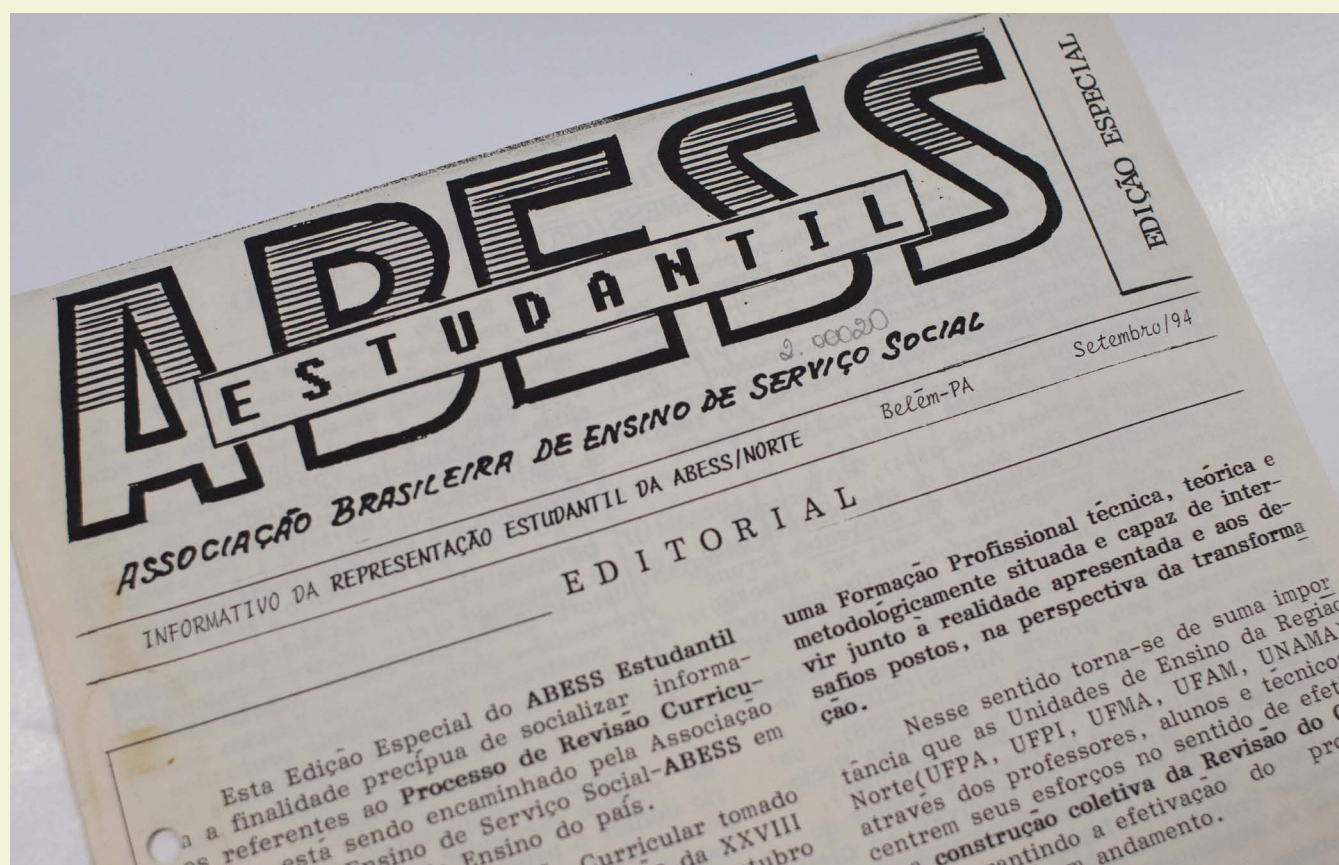 ABESS
ESTUDANTIL
EDIÇÃO ESPECIAL
2.00020
ASSOCIAÇÃO BRASILEIRA DE ENSINO DE SERVIÇO SOCIAL
INFORMATIVO DA REPRESENTAÇÃO ESTUDANTIL DA ABESS/NORTE Belém-PA Setembro/94
EDITORIAL
Esta Edição Especial do ABESS Estudantil
a finalidade precípua de socializar informa-
referentes ao Processo de Revisão Curricu-
está sendo encaminhado pela Associação
Ensino de Serviço Social-ABESS em
Ensino do país.
Curricular tomado
da XXVIII
uma Formação Profissional técnica, teórica e
metodológicamente situada e capaz de inter-
vir junto à realidade apresentada e aos de-
safios postos, na perspectiva da transforma
ção.
Nesse sentido torna-se de suma impor
tância que as Unidades de Ensino da Região
Norte(UFPA, UFPI, UFMA, UFAM, UNAMA)
através dos professores, alunos e técnicos
centrem seus esforços no sentido de
construção coletiva da Revisão do
a efetivação do
andamento.